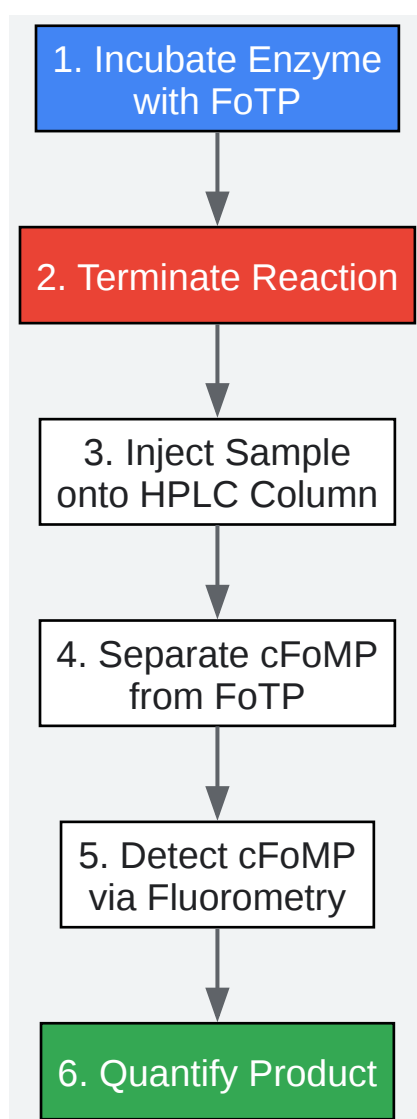 1. Incubate Enzyme
with FoTP
2. Terminate Reaction
3. Inject Sample
onto HPLC Column
4. Separate cFoMP
from FoTP
5. Detect cFoMP
via Fluorometry
6. Quantify Product